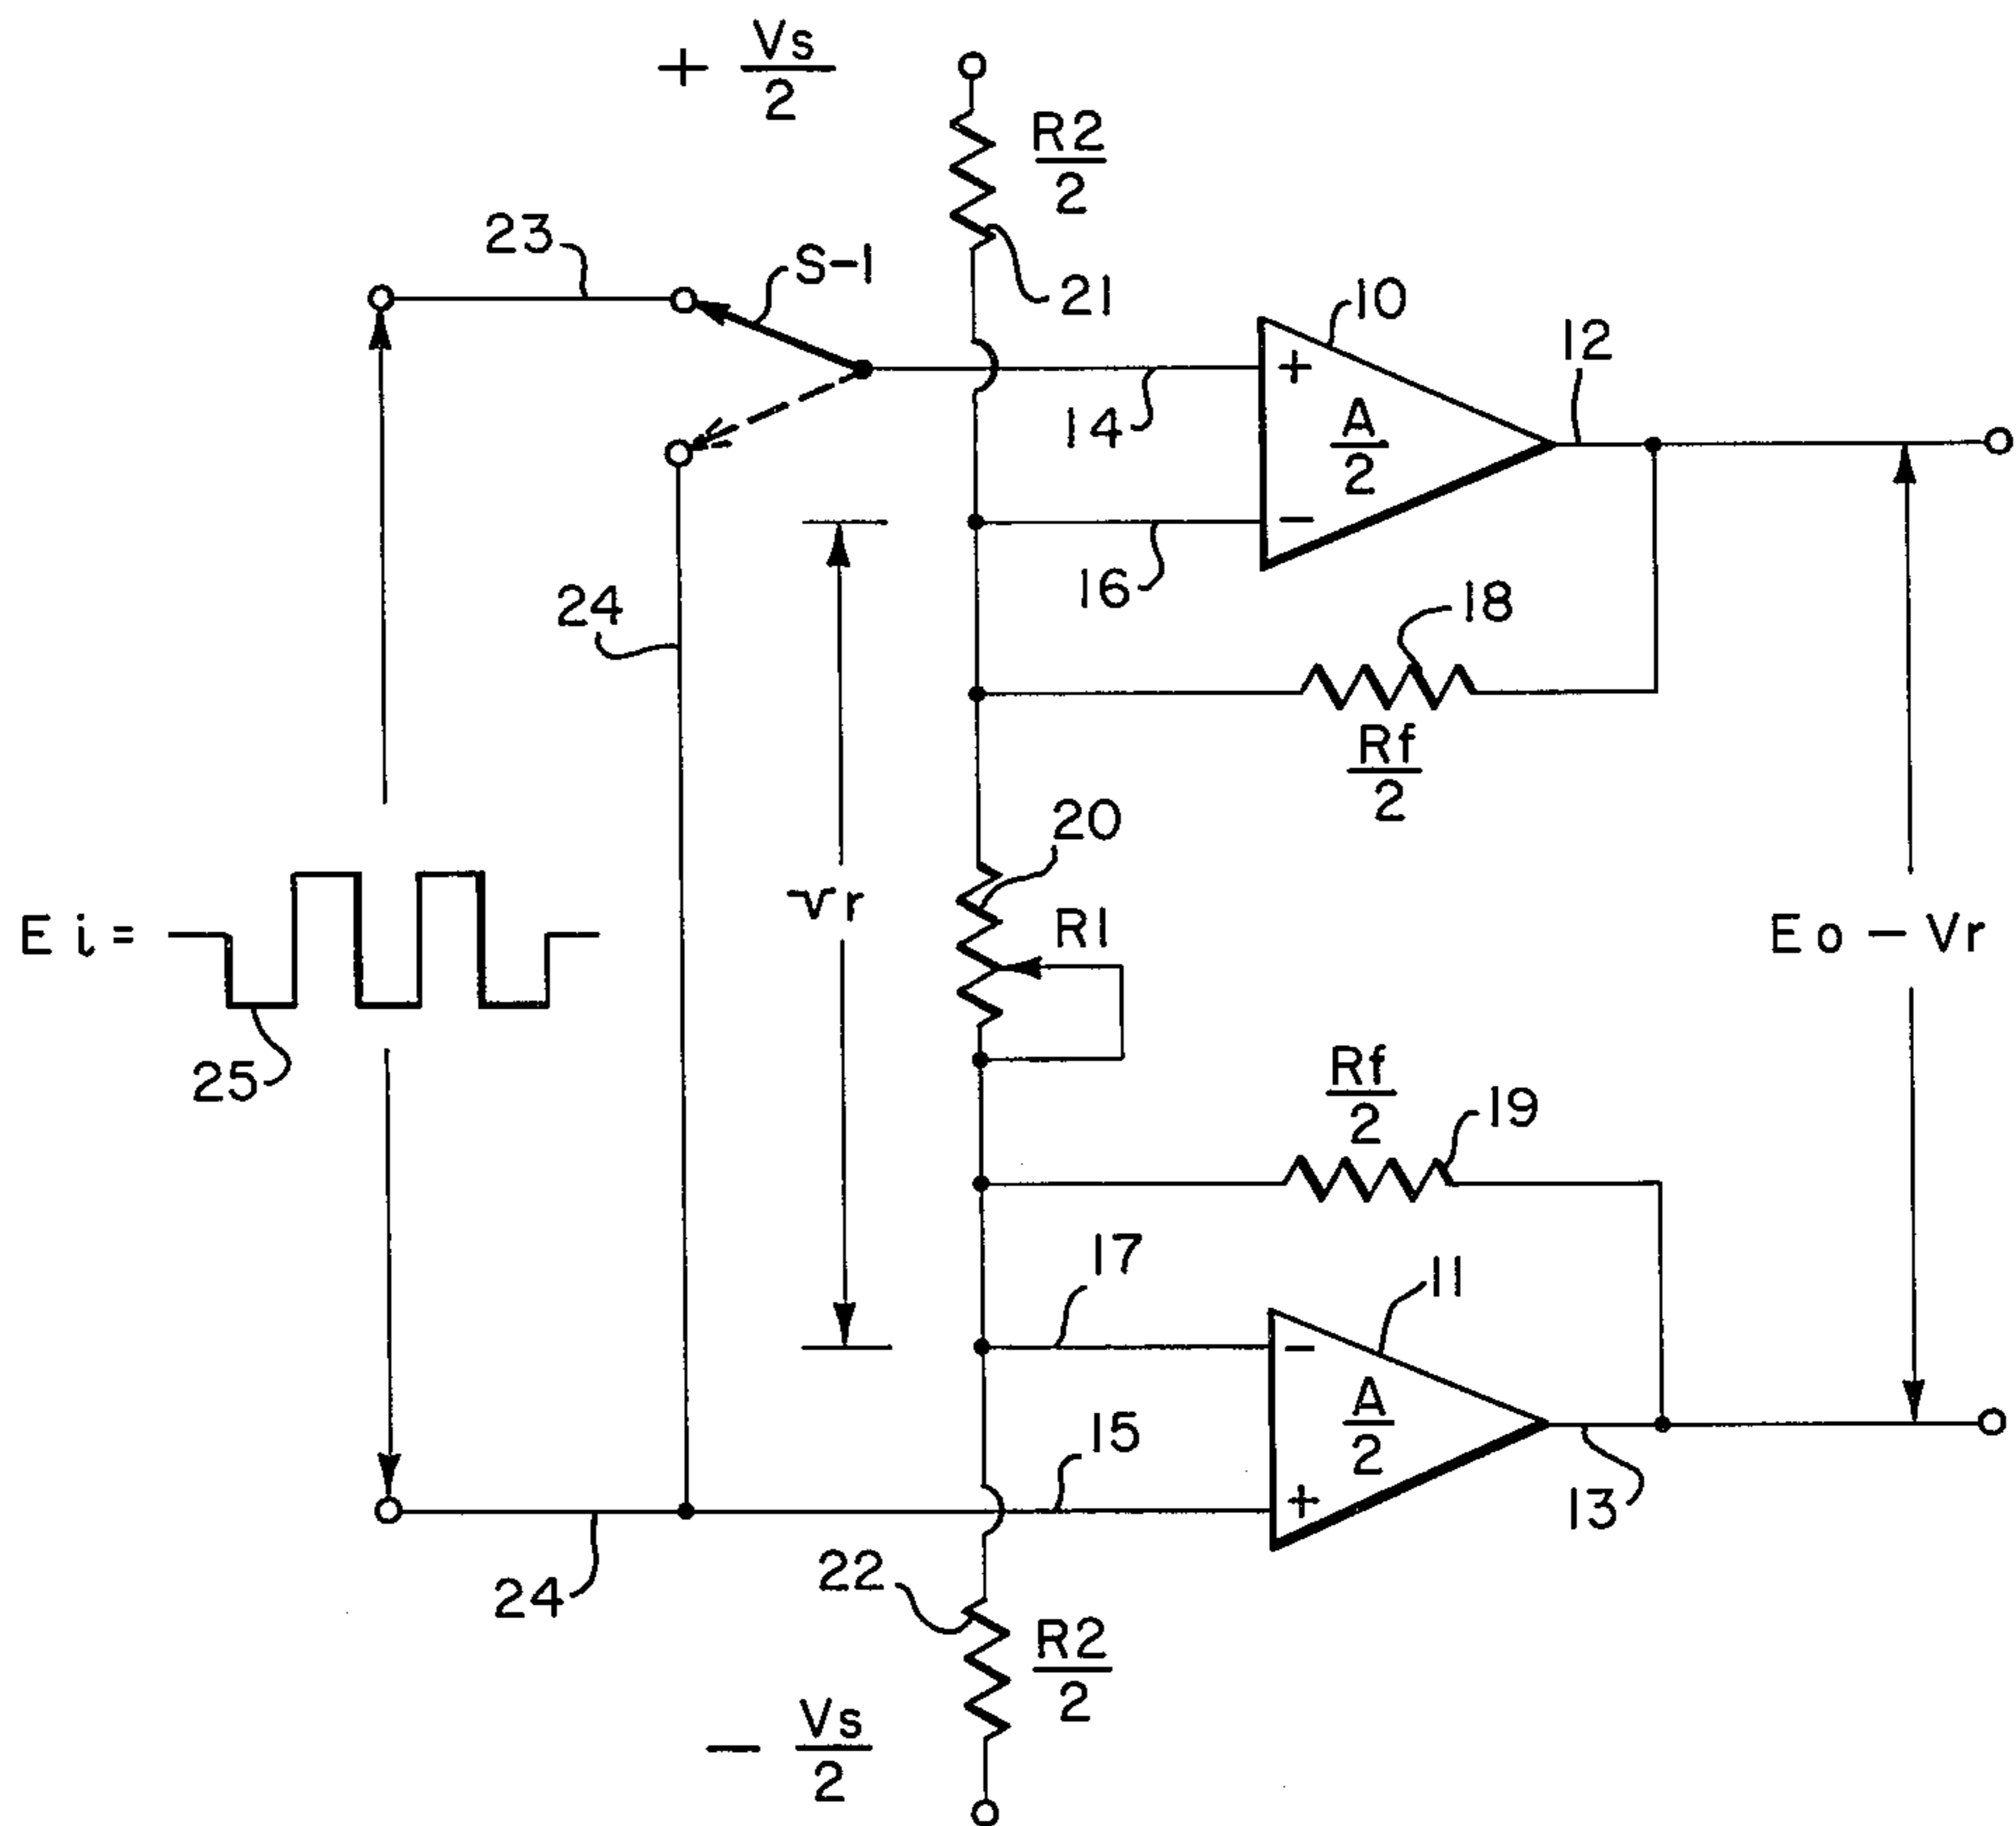 + Vs/2
R2/2
23
S-1
21
10
12
+
14
A/2
-
16
24
18
Rf/2
20
vr
R1
Ei=
Eo-Vr
25
Rf/2
19
17
11
-
15
A/2
+
13
22
24
R2/2
- Vs/2